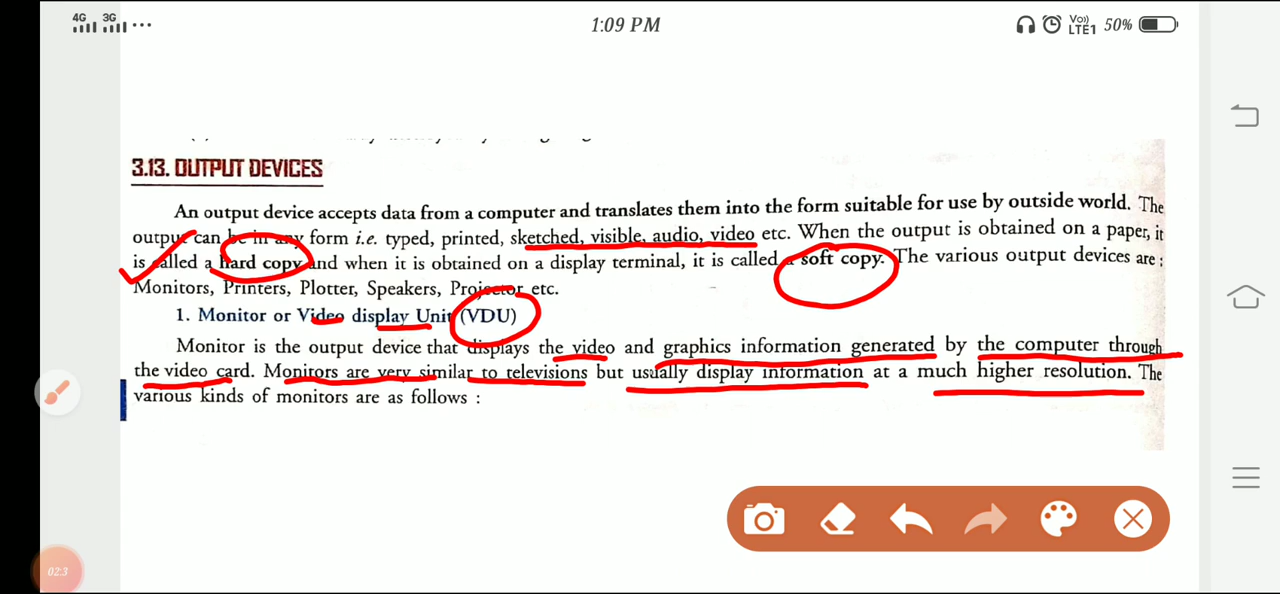 4G 3G
1:09 PM
Vo)) LTE1 50%
3.13. OUTPUT DEVICES
An output device accepts data from a computer and translates them into the form suitable for use by outside world. The
output can be in any form i.e. typed, printed, sketched, visible, audio, video etc. When the output is obtained on a paper, it
is called a hard copy and when it is obtained on a display terminal, it is called a soft copy. The various output devices are :
Monitors, Printers, Plotter, Speakers, Projector etc.
1. Monitor or Video display Unit (VDU)
Monitor is the output device that displays the video and graphics information generated by the computer through
the video card. Monitors are very similar to televisions but usually display information at a much higher resolution. The
various kinds of monitors are as follows :
02:3